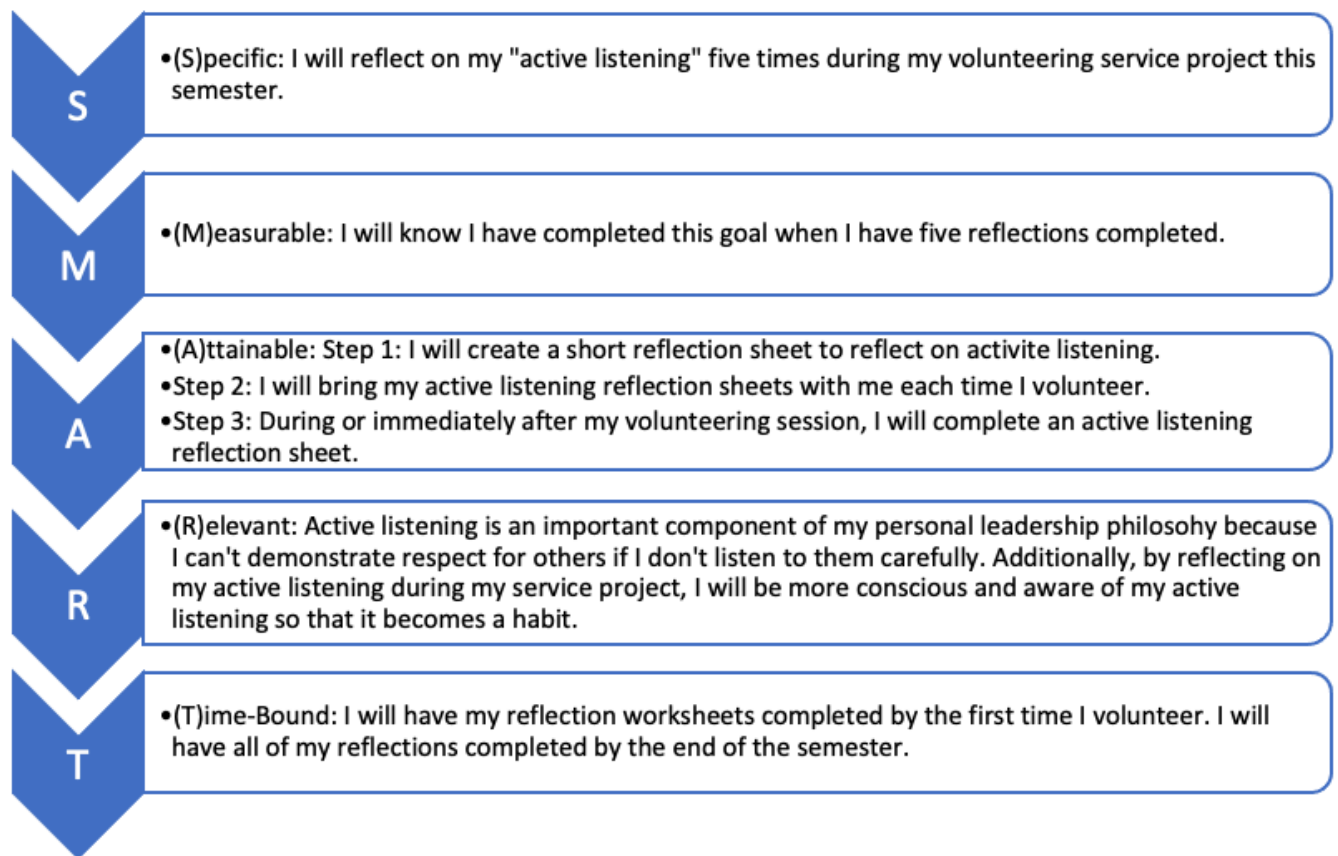 S
•(S)pecific: I will reflect on my "active listening" five times during my volunteering service project this
semester.
M
•(M)easurable: I will know I have completed this goal when I have five reflections completed.
A
•(A)ttainable: Step 1: I will create a short reflection sheet to reflect on activite listening.
•Step 2: I will bring my active listening reflection sheets with me each time I volunteer.
•Step 3: During or immediately after my volunteering session, I will complete an active listening
reflection sheet.
R
•(R)elevant: Active listening is an important component of my personal leadership philosohy because
I can't demonstrate respect for others if I don't listen to them carefully. Additionally, by reflecting on
my active listening during my service project, I will be more conscious and aware of my active
listening so that it becomes a habit.
T
•(T)ime-Bound: I will have my reflection worksheets completed by the first time I volunteer. I will
have all of my reflections completed by the end of the semester.